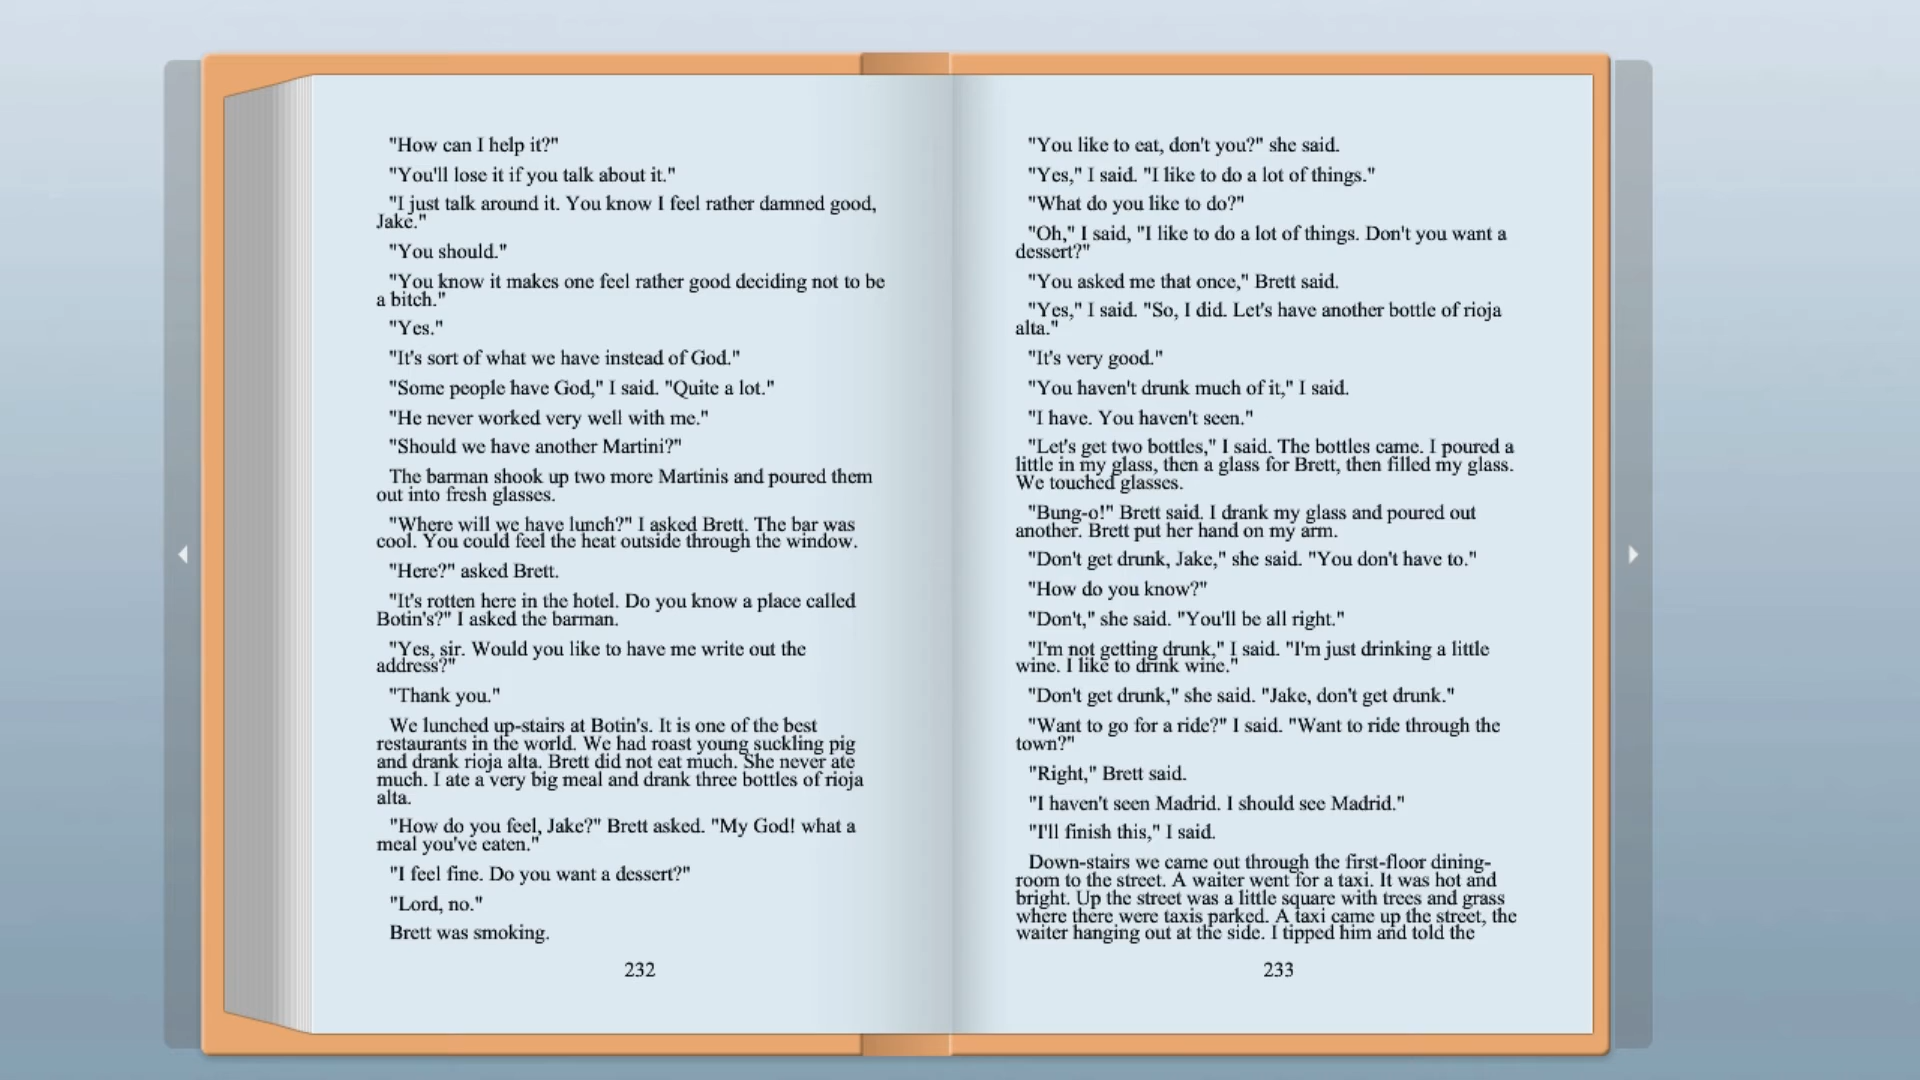 "How can I help it?"
"You'll lose it if you talk about it."
"I just talk around it. You know I feel rather damned good,
Jake."
"You should."
"You know it makes one feel rather good deciding not to be
a bitch."
"Yes."
"It's sort of what we have instead of God."
"Some people have God," I said. "Quite a lot."
"He never worked very well with me."
"Should we have another Martini?"
The barman shook up two more Martinis and poured them
out into fresh glasses.
"Where will we have lunch?" I asked Brett. The bar was
cool. You could feel the heat outside through the window.
"Here?" asked Brett.
"It's rotten here in the hotel. Do you know a place called
Botin's?" I asked the barman.
"Yes, sir. Would you like to have me write out the
address?"
"Thank you."
We lunched up-stairs at Botin's. It is one of the best
restaurants in the world. We had roast young suckling pig
and drank rioja alta. Brett did not eat much. She never ate
much. I ate a very big meal and drank three bottles of rioja
alta.
"How do you feel, Jake?" Brett asked. "My God! what a
meal you've eaten."
"I feel fine. Do you want a dessert?"
"Lord, no."
Brett was smoking.
232
"You like to eat, don't you?" she said.
"Yes," I said. "I like to do a lot of things."
"What do you like to do?"
"Oh," I said, "I like to do a lot of things. Don't you want a
dessert?"
"You asked me that once," Brett said.
"Yes," I said. "So, I did. Let's have another bottle of rioja
alta."
"It's very good."
"You haven't drunk much of it," I said.
"I have. You haven't seen."
"Let's get two bottles," I said. The bottles came. I poured a
little in my glass, then a glass for Brett, then filled my glass.
We touched glasses.
"Bung-o!" Brett said. I drank my glass and poured out
another. Brett put her hand on my arm.
"Don't get drunk, Jake," she said. "You don't have to."
"How do you know?"
"Don't," she said. "You'll be all right."
"I'm not getting drunk," I said. "I'm just drinking a little
wine. I like to drink wine."
"Don't get drunk," she said. "Jake, don't get drunk."
"Want to go for a ride?" I said. "Want to ride through the
town?"
"Right," Brett said.
"I haven't seen Madrid. I should see Madrid."
"I'll finish this," I said.
Down-stairs we came out through the first-floor dining-
room to the street. A waiter went for a taxi. It was hot and
bright. Up the street was a little square with trees and grass
where there were taxis parked. A taxi came up the street, the
waiter hanging out at the side. I tipped him and told the
233